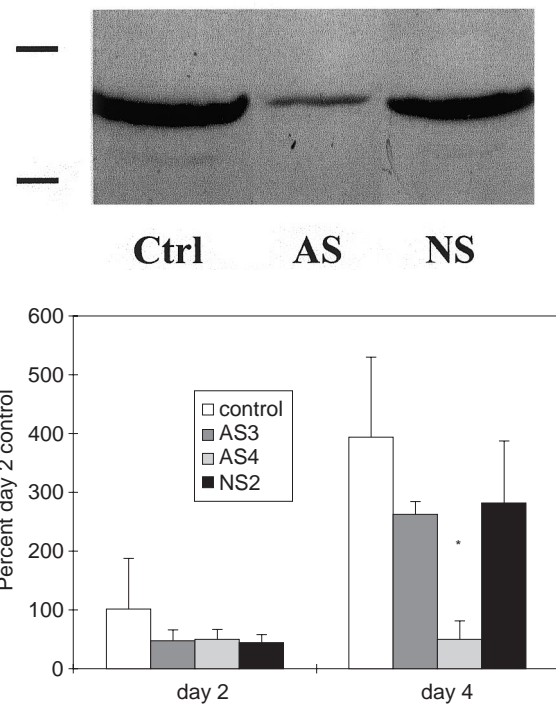 Ctrl AS NS
600
500
400
300
200
100
0
Percent day 2 control
control
AS3
AS4
NS2
*
day 2 day 4